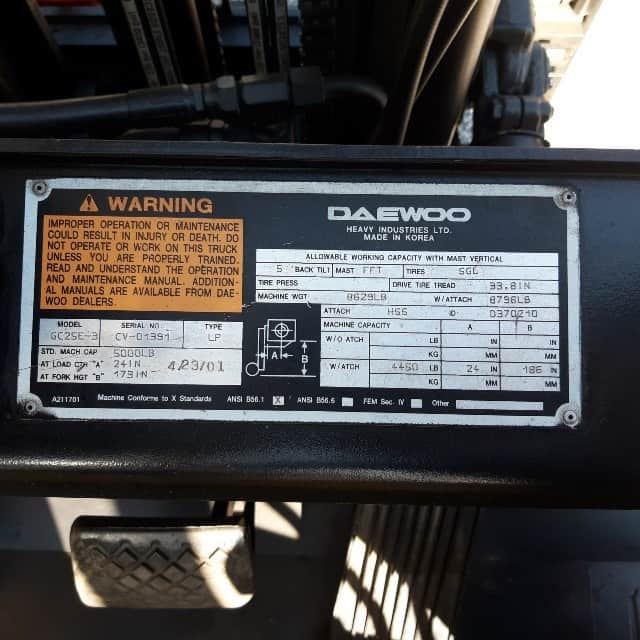 WARNING
IMPROPER OPERATION OR MAINTENANCE
COULD RESULT IN INJURY OR DEATH. DO
NOT OPERATE OR WORK ON THIS TRUCK
UNLESS YOU ARE PROPERLY TRAINED.
READ AND UNDERSTAND THE OPERATION
AND MAINTENANCE MANUAL. ADDITION-
AL MANUALS ARE AVAILABLE FROM DAE-
WOO DEALERS.
MODEL SERIAL NUMBER TYPE
GC25E-3 CV-01391 LP
STD. MACH CAP 5000LB
AT LOAD CTR "A" 24IN 4/23/01
AT FORK HGT "B" 173IN
A B
DAEWOO
HEAVY INDUSTRIES LTD.
MADE IN KOREA
ALLOWABLE WORKING CAPACITY WITH MAST VERTICAL
5 ° BACK TILT MAST FFT TIRES SGL
TIRE PRESS DRIVE TIRE TREAD 33.8IN
MACHINE WGT 8629LB W/ATTACH 8796LB
ATTACH HSS ID: D370210
MACHINE CAPACITY A B
W/O ATCH LB IN IN
KG MM MM
W/ATCH 4450 LB 24 IN 186 IN
KG MM MM
A211701 Machine Conforms to X Standards ANSI B56.1 X ANSI B56.6 FEM Sec. IV Other